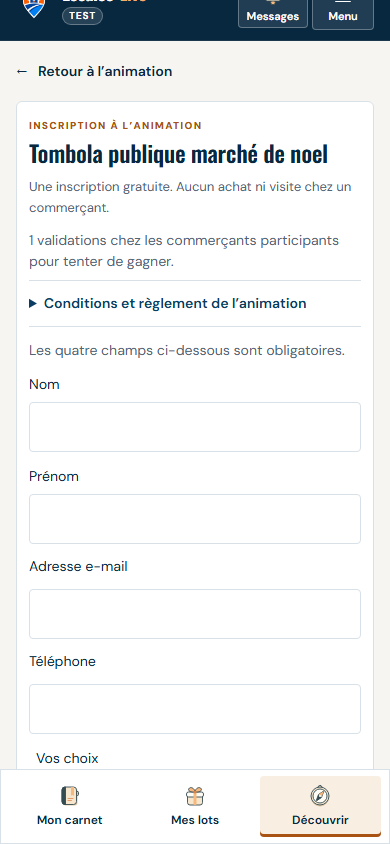 TEST
Messages
Menu
← Retour à l’animation
INSCRIPTION À L’ANIMATION
Tombola publique marché de noel
Une inscription gratuite. Aucun achat ni visite chez un
commerçant.
1 validations chez les commerçants participants
pour tenter de gagner.
Conditions et règlement de l’animation
Les quatre champs ci-dessous sont obligatoires.
Nom
Prénom
Adresse e-mail
Téléphone
Vos choix
Mon carnet
Mes lots
Découvrir